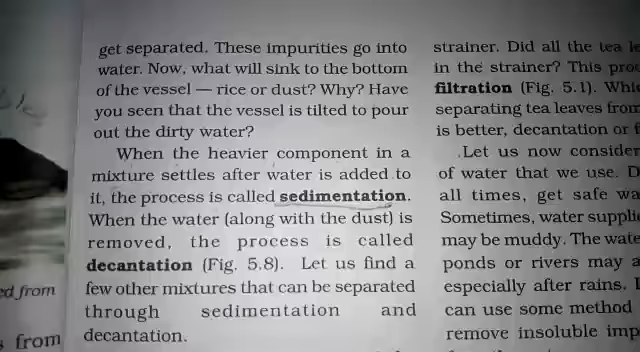 get separated. These impurities go into
water. Now, what will sink to the bottom
of the vessel — rice or dust? Why? Have
you seen that the vessel is tilted to pour
out the dirty water?
When the heavier component in a
mixture settles after water is added to
it, the process is called sedimentation.
When the water (along with the dust) is
removed, the process is called
decantation (Fig. 5.8). Let us find a
few other mixtures that can be separated
through sedimentation and
decantation.
strainer. Did all the tea
in the strainer? This
filtration (Fig. 5.1).
separating tea leaves from
is better, decantation or
Let us now consider
of water that we use.
all times, get safe
Sometimes, water
may be muddy. The
ponds or rivers may
especially after rains.
can use some method
remove insoluble
ed from
from